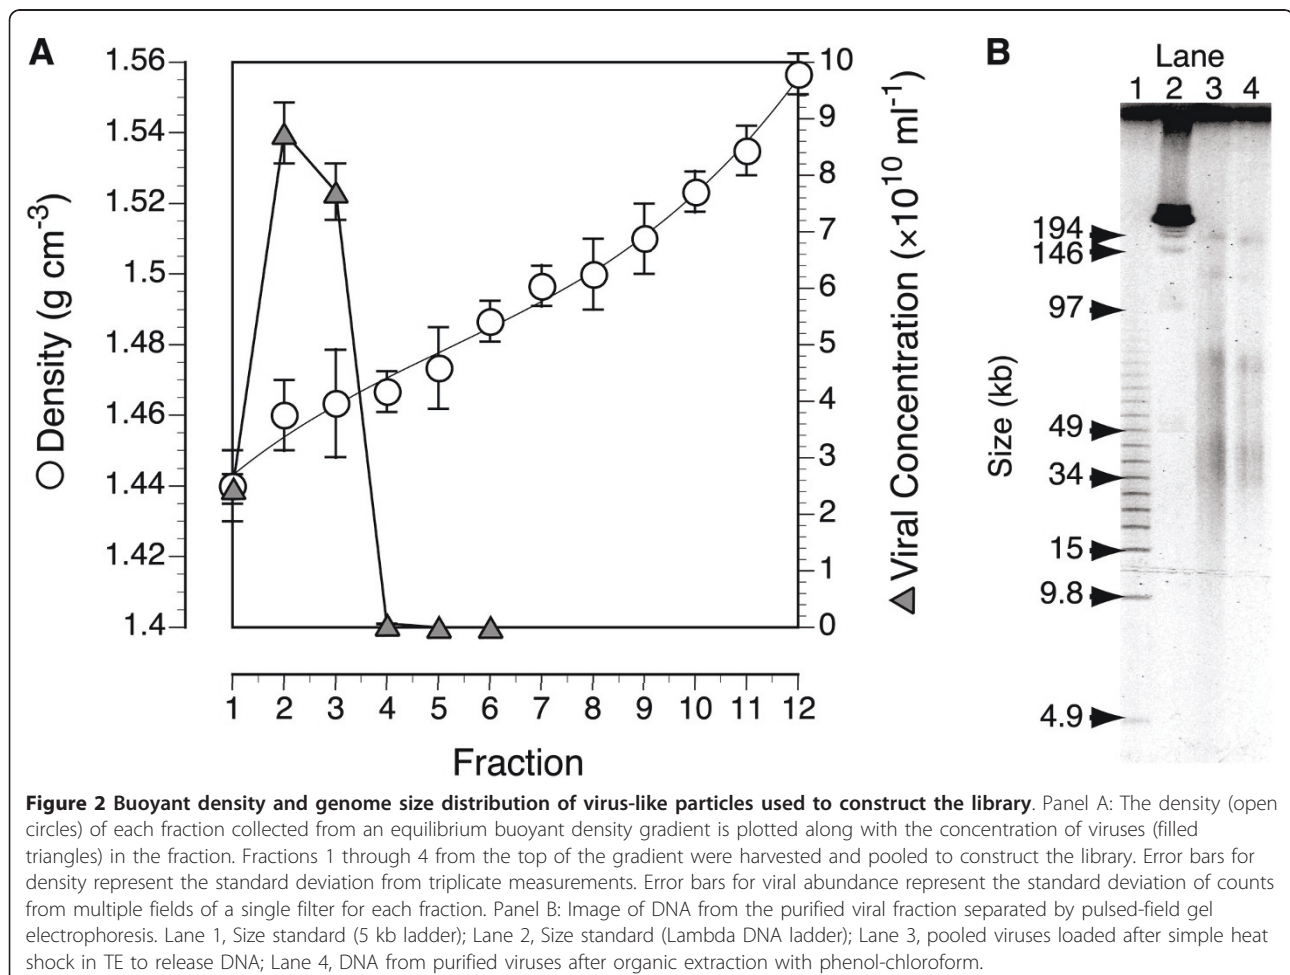 A
B
Lane
1 2 3 4
1.56
1.54
1.52
1.5
1.48
1.46
1.44
1.42
1.4
Density (g cm-3)
10
9
8
7
6
5
4
3
2
1
0
Viral Concentration (×10^10 ml-1)
1 2 3 4 5 6 7 8 9 10 11 12
Fraction
Size (kb)
194
146
97
49
34
15
9.8
4.9
Figure 2 Buoyant density and genome size distribution of virus-like particles used to construct the library. Panel A: The density (open
circles) of each fraction collected from an equilibrium buoyant density gradient is plotted along with the concentration of viruses (filled
triangles) in the fraction. Fractions 1 through 4 from the top of the gradient were harvested and pooled to construct the library. Error bars for
density represent the standard deviation from triplicate measurements. Error bars for viral abundance represent the standard deviation of counts
from multiple fields of a single filter for each fraction. Panel B: Image of DNA from the purified viral fraction separated by pulsed-field gel
electrophoresis. Lane 1, Size standard (5 kb ladder); Lane 2, Size standard (Lambda DNA ladder); Lane 3, pooled viruses loaded after simple heat
shock in TE to release DNA; Lane 4, DNA from purified viruses after organic extraction with phenol-chloroform.